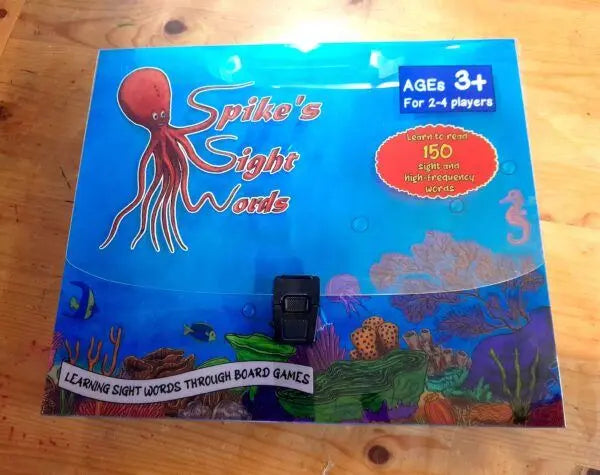 Spike's
Sight
Words
AGEs 3+
For 2-4 players
Learn to read
150
sight and
high-frequency
words
LEARNING SIGHT WORDS THROUGH BOARD GAMES